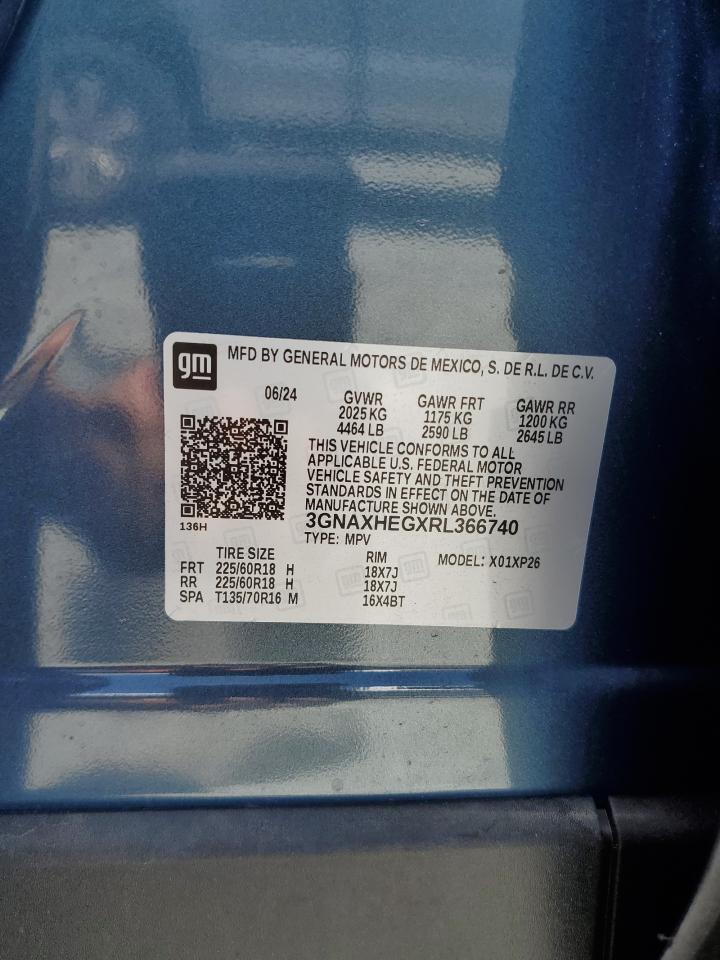 gm
MFD BY GENERAL MOTORS DE MEXICO, S. DE R.L. DE C.V.
06/24
GVWR GAWR FRT GAWR RR
2025 KG 1175 KG 1200 KG
4464 LB 2590 LB 2645 LB
THIS VEHICLE CONFORMS TO ALL
APPLICABLE U.S. FEDERAL MOTOR
VEHICLE SAFETY AND THEFT PREVENTION
STANDARDS IN EFFECT ON THE DATE OF
MANUFACTURE SHOWN ABOVE.
136H
3GNAXHEGXRL366740
TYPE: MPV
TIRE SIZE RIM MODEL: X01XP26
FRT 225/60R18 H 18X7J
RR 225/60R18 H 18X7J
SPA T135/70R16 M 16X4BT